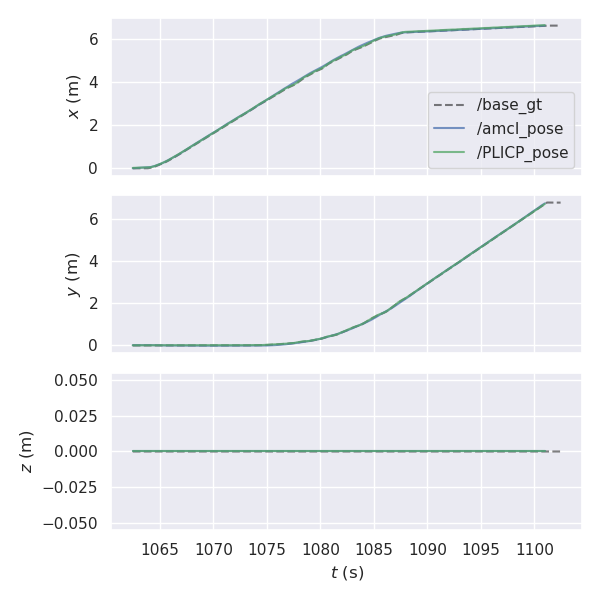 6
4
2
0
x (m)
/base_gt
/amcl_pose
/PLICP_pose
6
4
2
0
y (m)
0.050
0.025
0.000
−0.025
−0.050
z (m)
1065 1070 1075 1080 1085 1090 1095 1100
t (s)